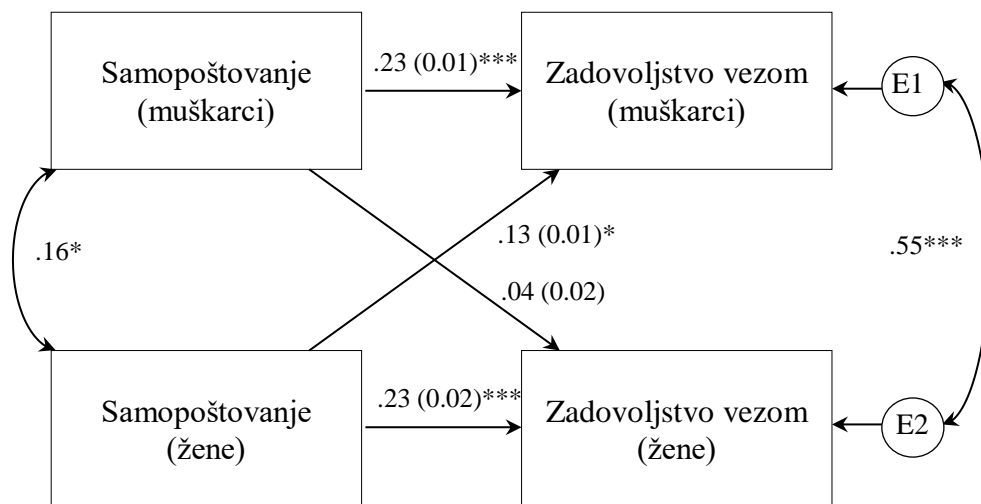 Samopoštovanje
(muškarci)
.23 (0.01)***
Zadovoljstvo vezom
(muškarci)
E1
.16*
.13 (0.01)*
.04 (0.02)
.55***
Samopoštovanje
(žene)
.23 (0.02)***
Zadovoljstvo vezom
(žene)
E2